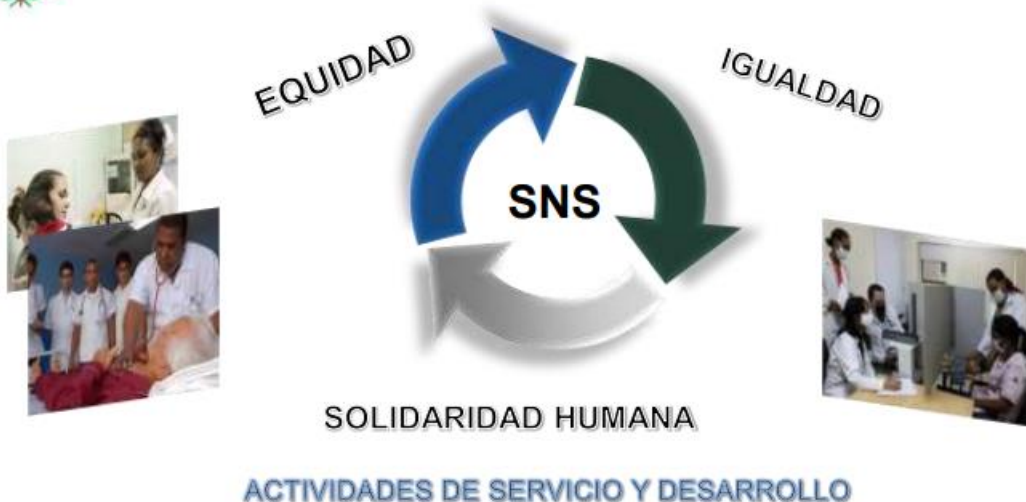 EQUIDAD
IGUALDAD
SNS
SOLIDARIDAD HUMANA
ACTIVIDADES DE SERVICIO Y DESARROLLO